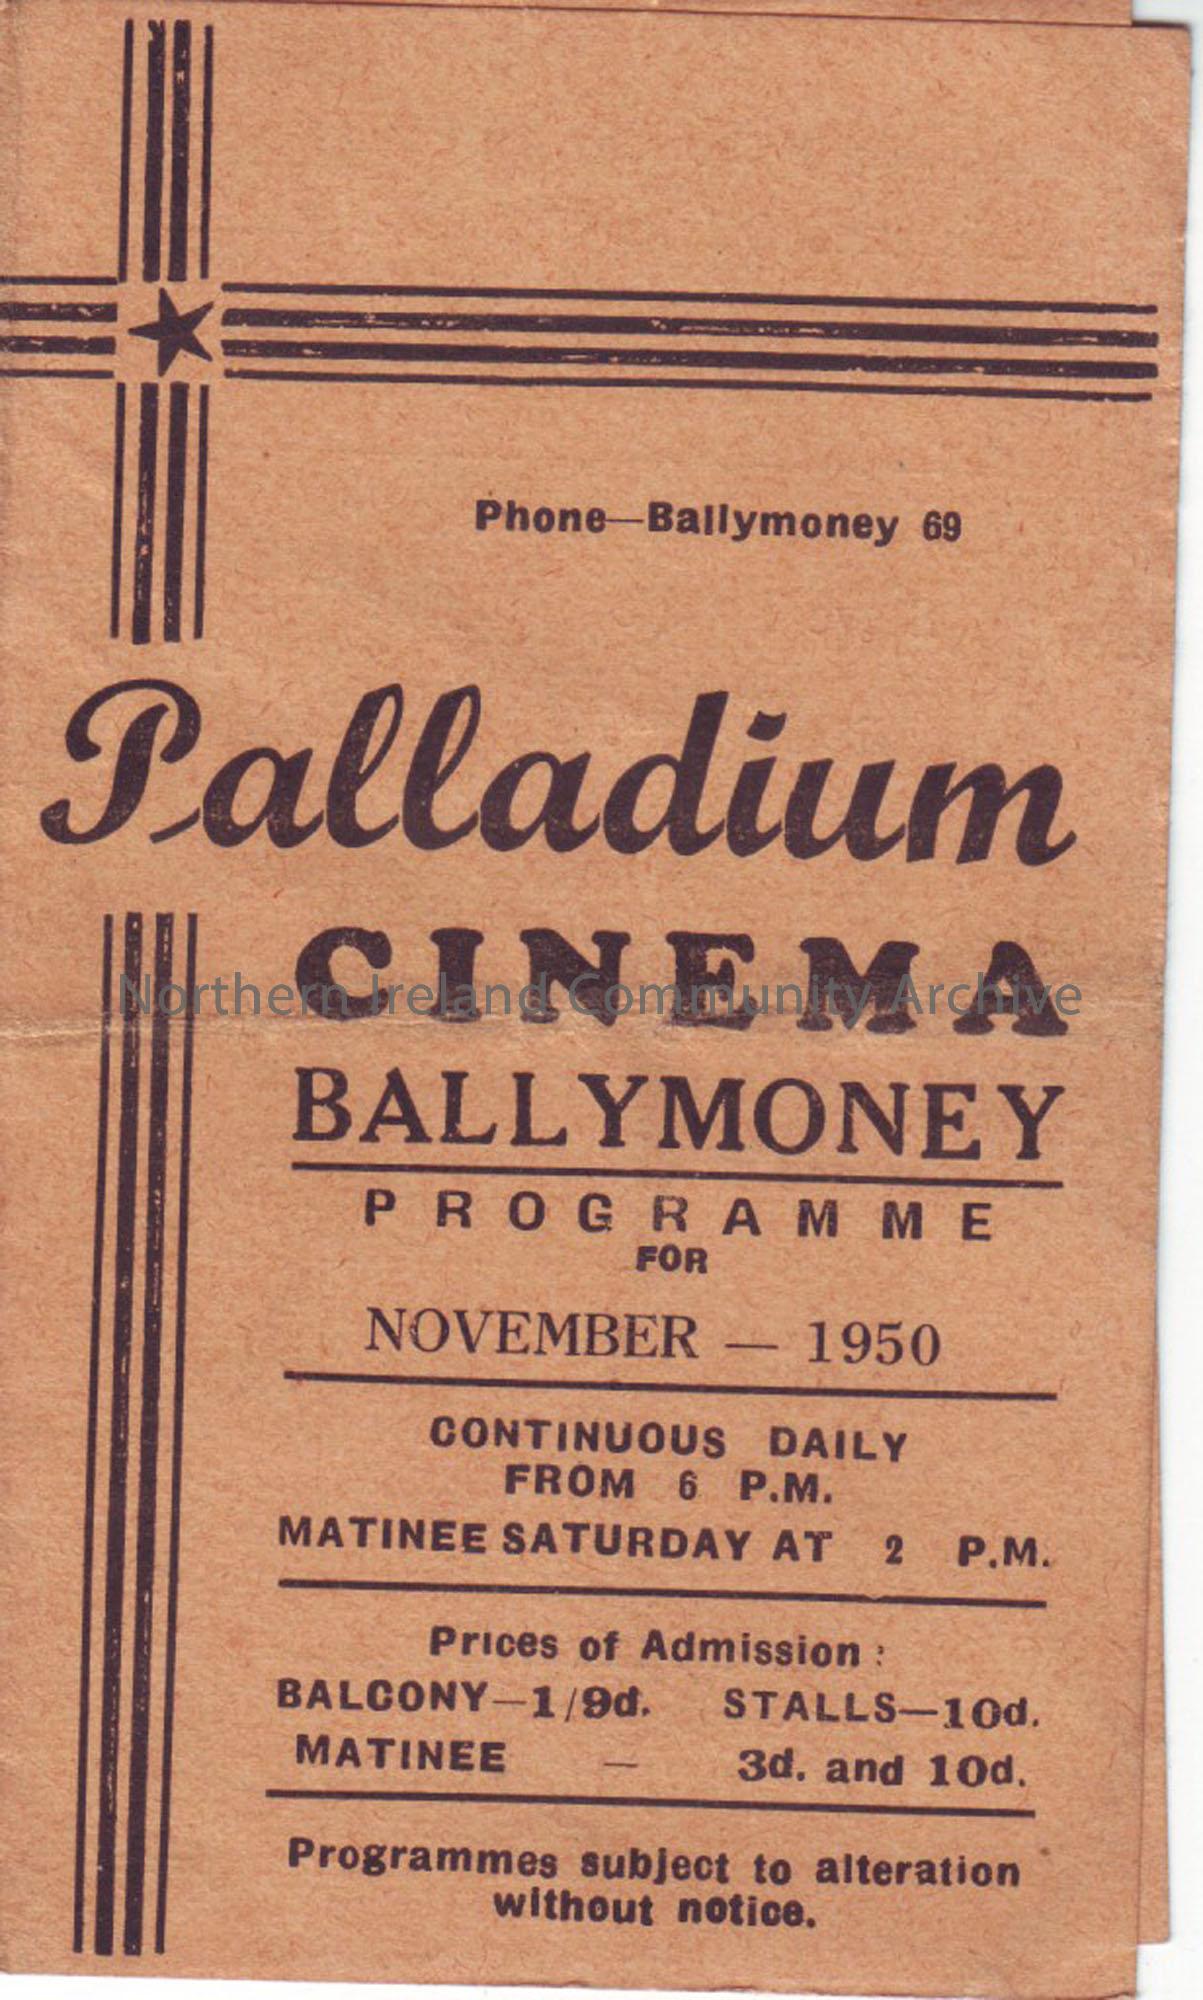 Phone—Ballymoney 69
Palladium
CINEMA
Northern Ireland Community Archive
BALLYMONEY
PROGRAMME
FOR
NOVEMBER — 1950
CONTINUOUS DAILY
FROM 6 P.M.
MATINEE SATURDAY AT 2 P.M.
Prices of Admission:
BALCONY—1/9d. STALLS—10d.
MATINEE — 3d. and 10d.
Programmes subject to alteration
without notice.